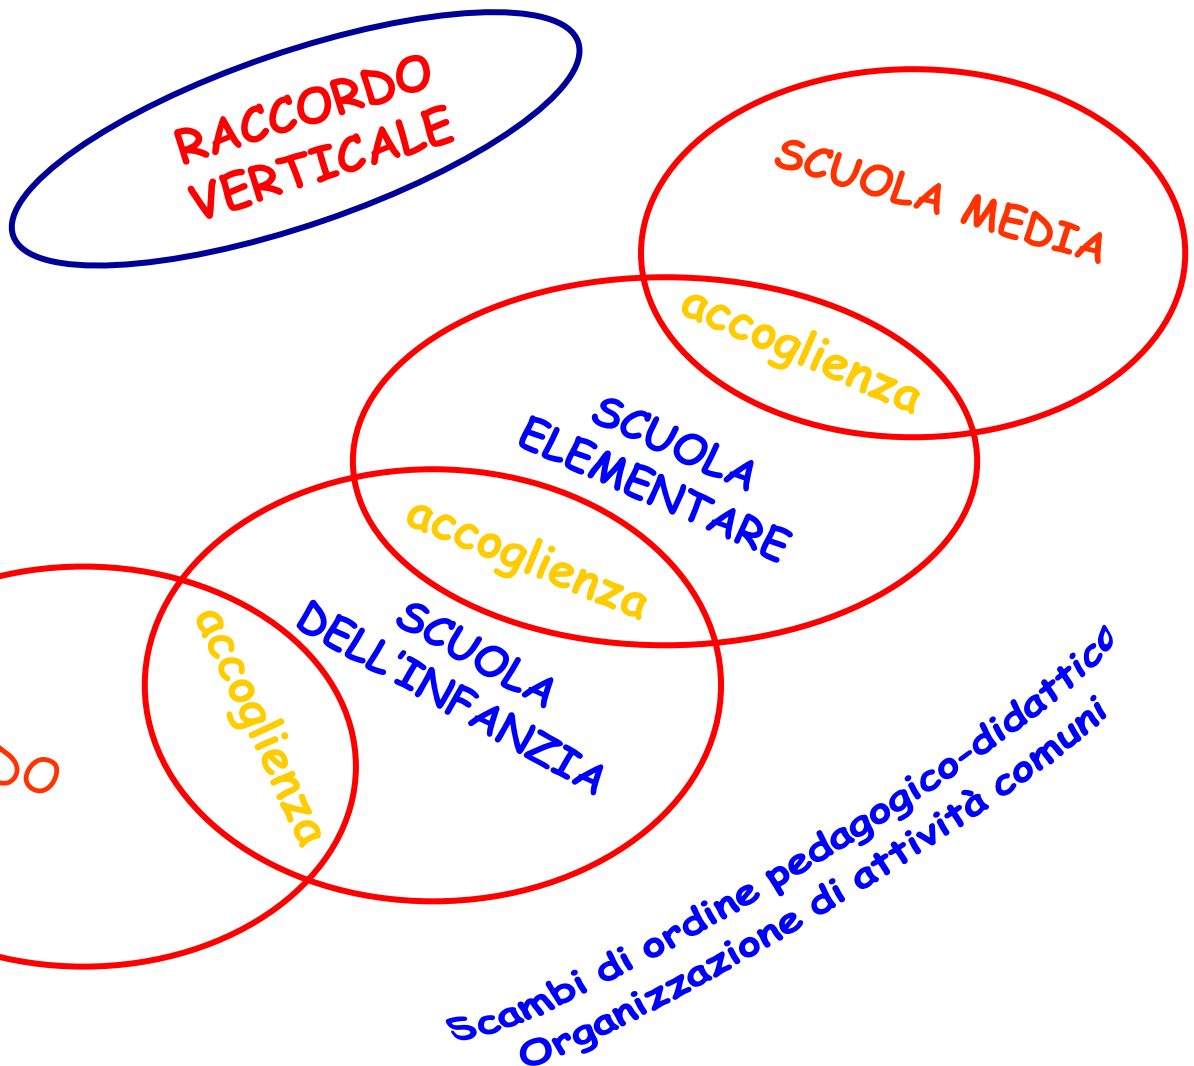 RACCORDO
VERTICALE
SCUOLA MEDIA
accoglienza
SCUOLA
ELEMENTARE
accoglienza
SCUOLA
DELL'INFANZIA
accoglienza
DO
Scambi di ordine pedagogico-didattico
Organizzazione di attività comuni